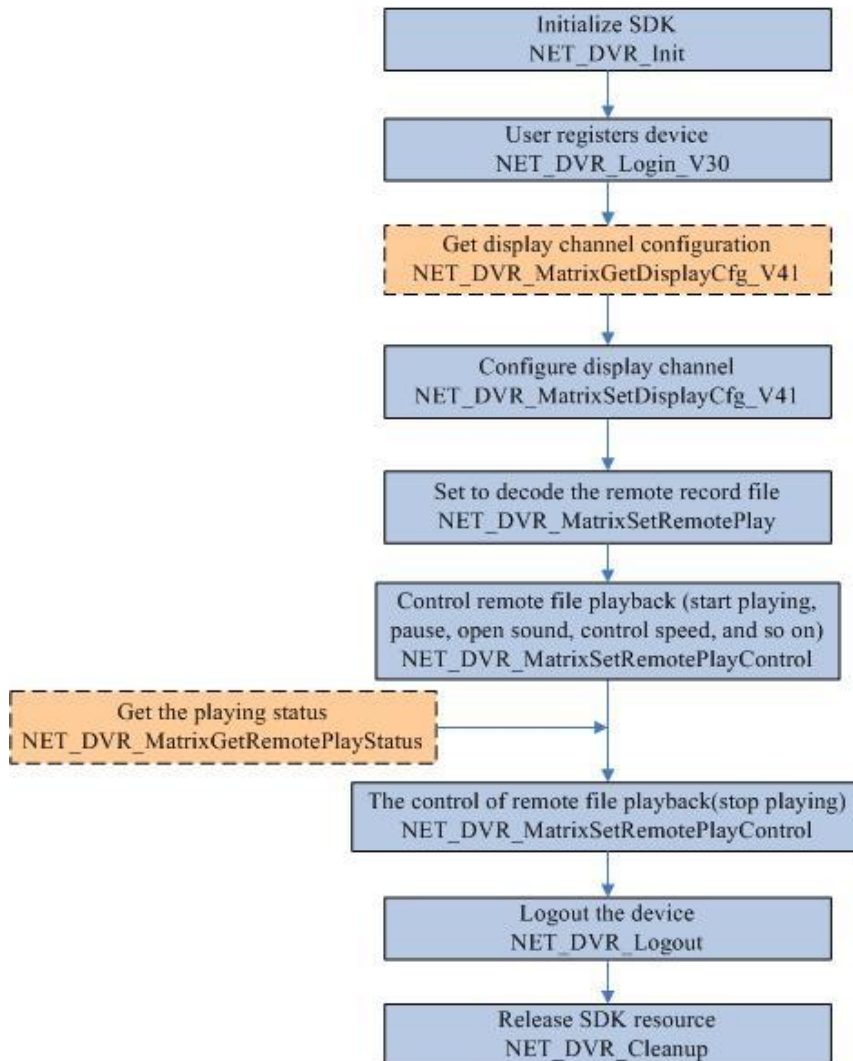 Initialize SDK
NET_DVR_Init
User registers device
NET_DVR_Login_V30
Get display channel configuration
NET_DVR_MatrixGetDisplayCfg_V41
Configure display channel
NET_DVR_MatrixSetDisplayCfg_V41
Set to decode the remote record file
NET_DVR_MatrixSetRemotePlay
Control remote file playback (start playing,
pause, open sound, control speed, and so on)
NET_DVR_MatrixSetRemotePlayControl
Get the playing status
NET_DVR_MatrixGetRemotePlayStatus
The control of remote file playback(stop playing)
NET_DVR_MatrixSetRemotePlayControl
Logout the device
NET_DVR_Logout
Release SDK resource
NET_DVR_Cleanup